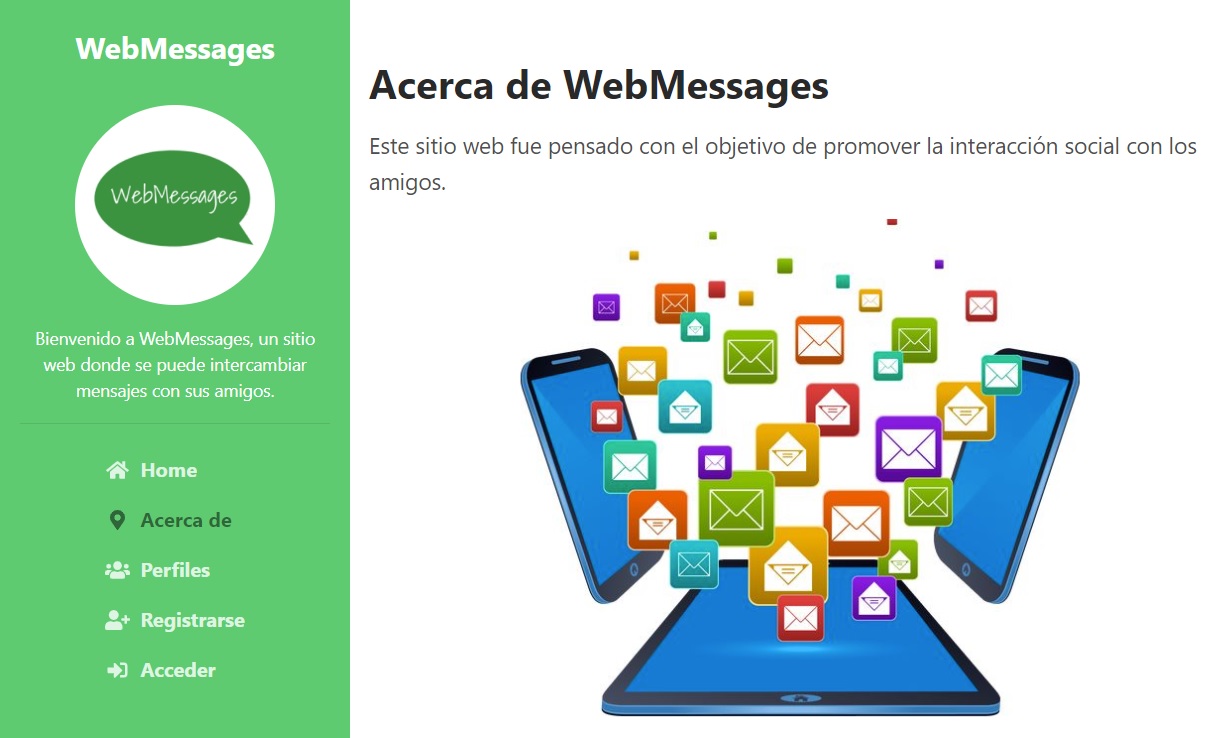 WebMessages
WebMessages
Bienvenido a WebMessages, un sitio
web donde se puede intercambiar
mensajes con sus amigos.
Home
Acerca de
Perfiles
Registrarse
Acceder
Acerca de WebMessages
Este sitio web fue pensado con el objetivo de promover la interacción social con los
amigos.